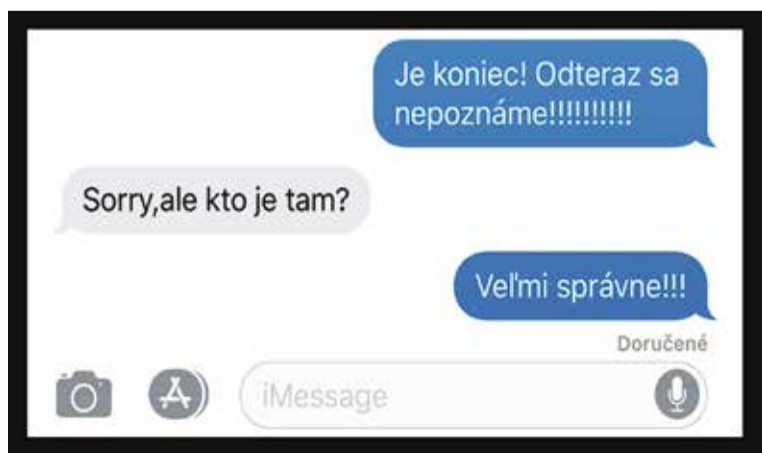 Je koniec! Odteraz sa
nepoznáme!!!!!!!!!!
Sorry,ale kto je tam?
Veľmi správne!!!
Doručené
iMessage